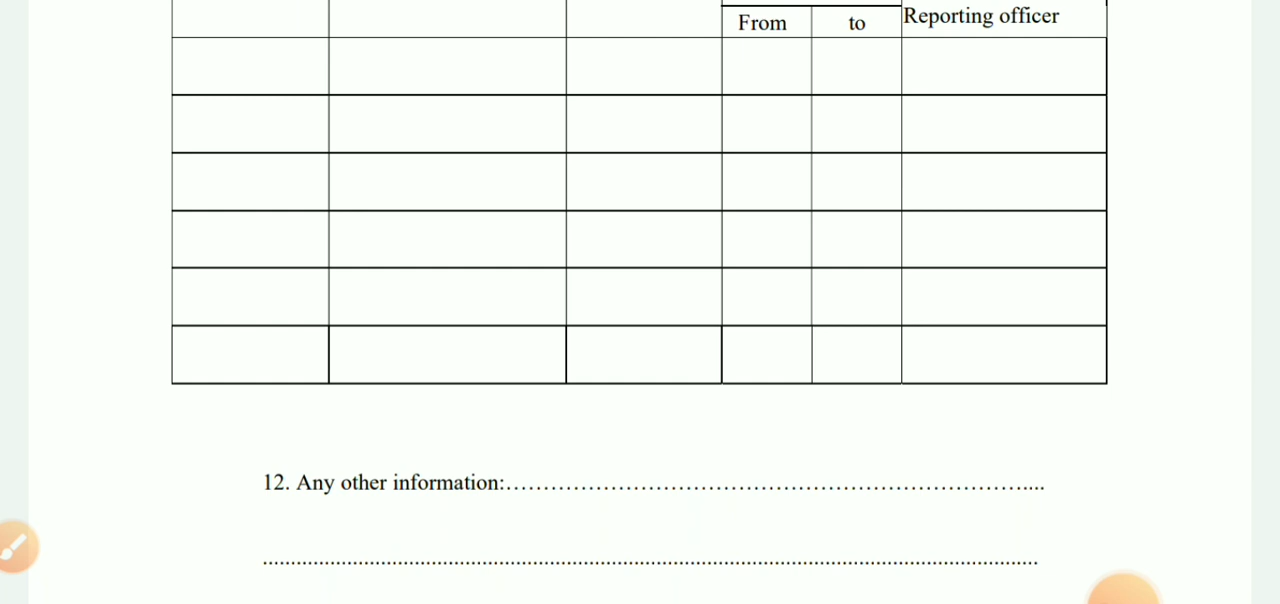 From to Reporting officer
12. Any other information:…………………………………………………………....
........................................................................................................................................